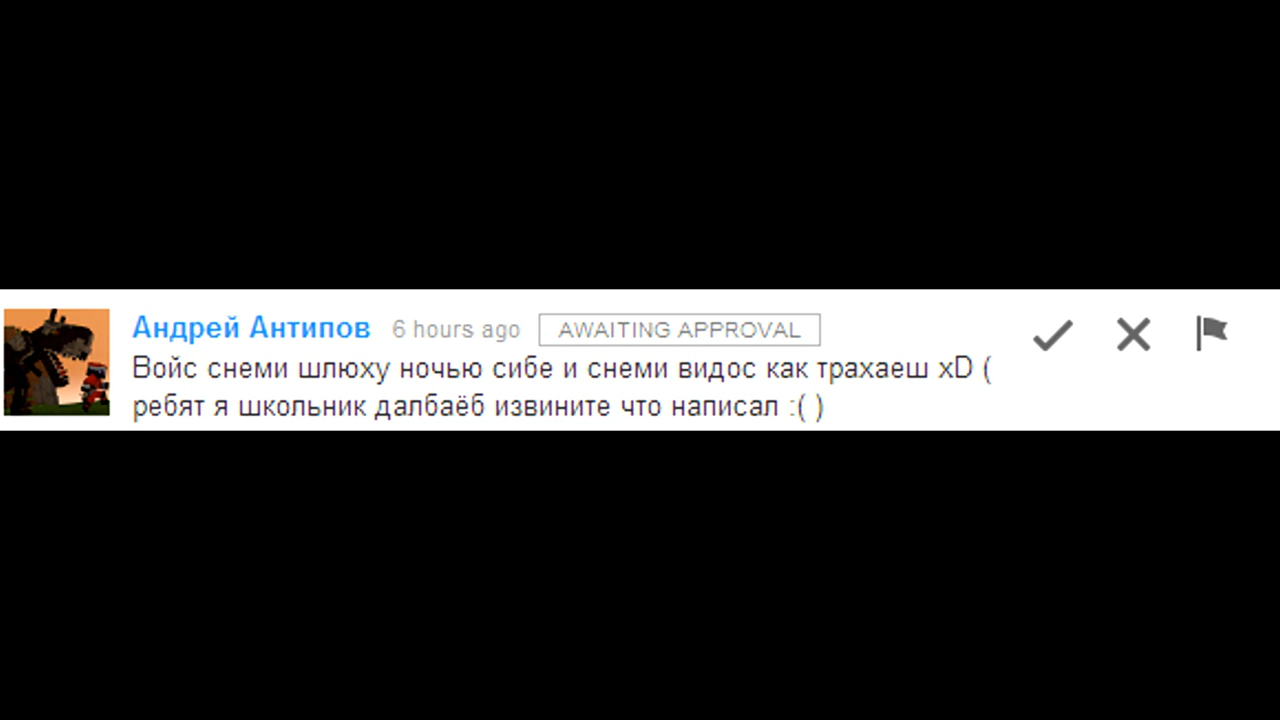 Андрей Антипов 6 hours ago AWAITING APPROVAL
Войс снеми шлюху ночью сибе и снеми видос как трахаеш xD (
ребят я школьник далбаёб извините что написал :( )